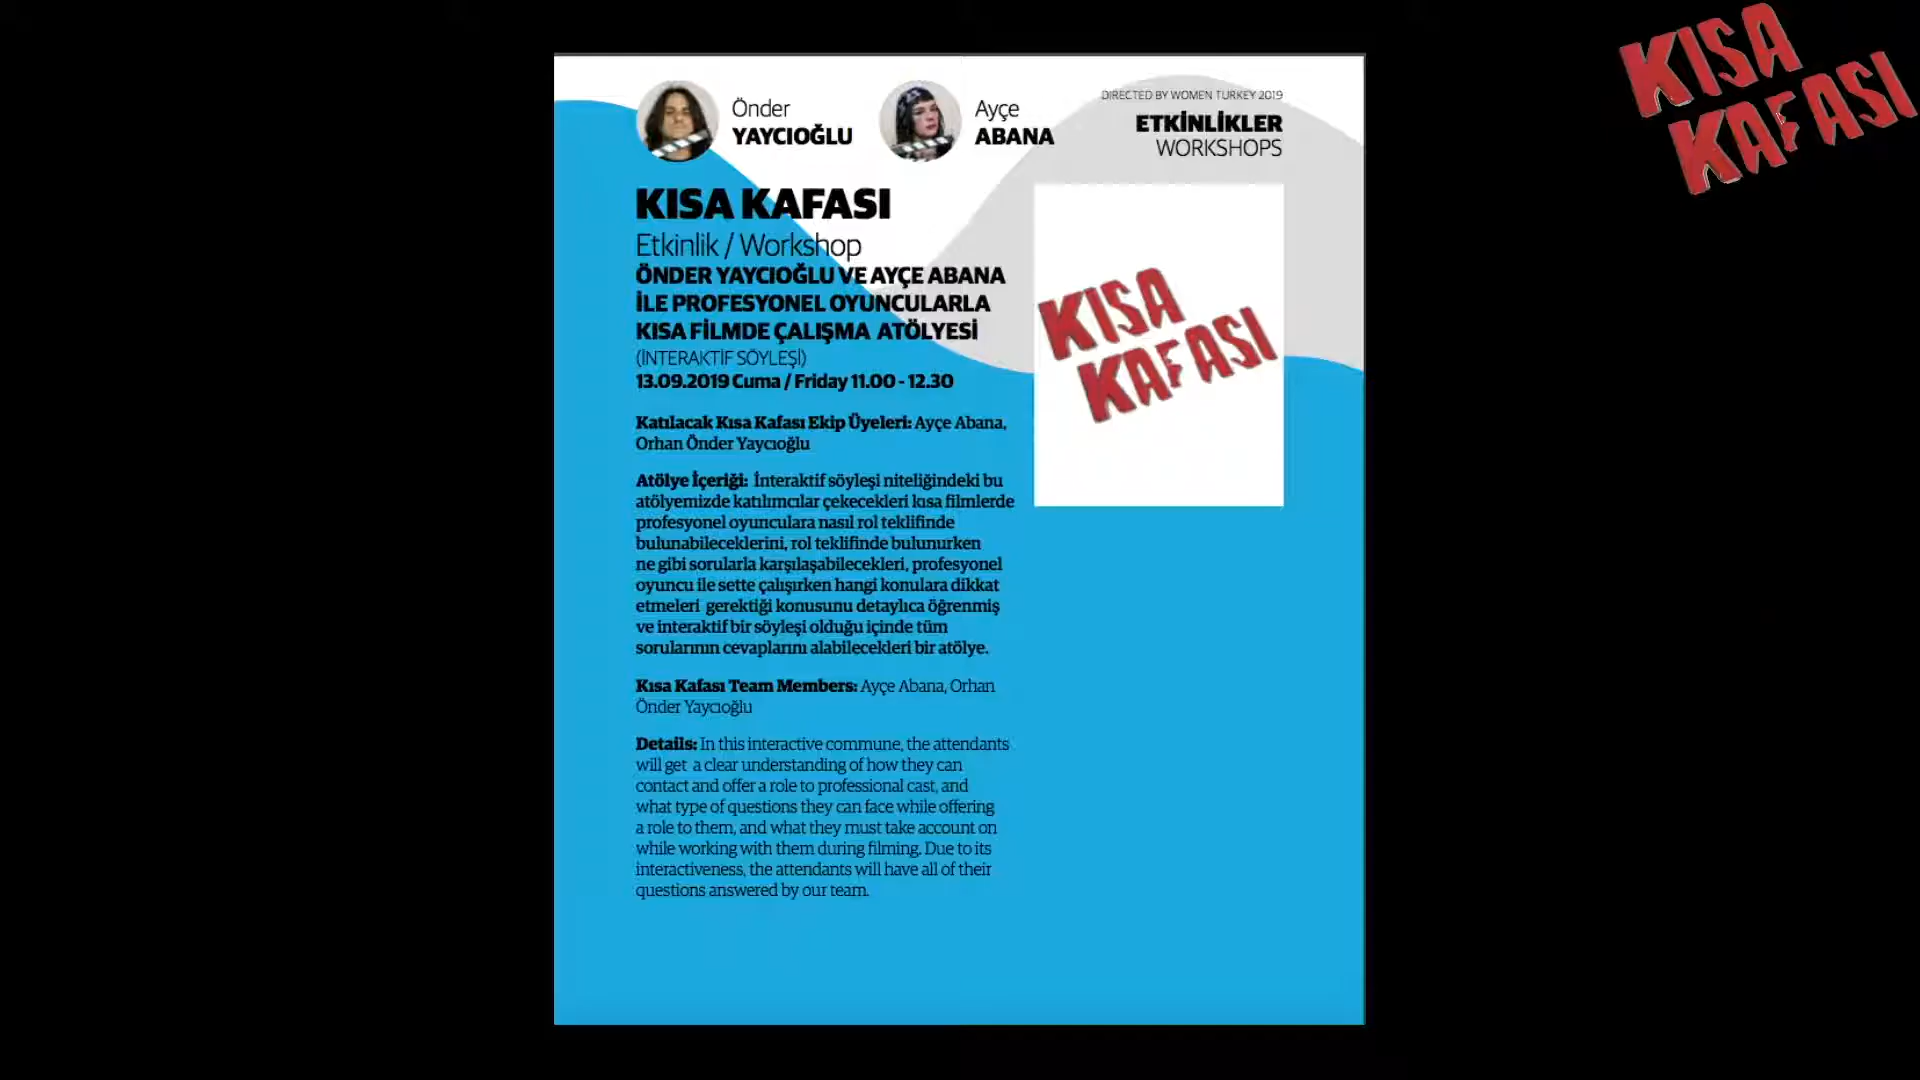 Önder
YAYCIOĞLU
Ayçe
ABANA
DIRECTED BY WOMEN TURKEY 2019
ETKİNLİKLER
WORKSHOPS
KISA
KAFASI
KISA KAFASI
Etkinlik / Workshop
ÖNDER YAYCIOĞLU VE AYÇE ABANA
İLE PROFESYONEL OYUNCULARLA
KISA FİLMDE ÇALIŞMA ATÖLYESİ
(İNTERAKTİF SÖYLEŞİ)
13.09.2019 Cuma / Friday 11.00 - 12.30
KISA
KAFASI
Katılacak Kısa Kafası Ekip Üyeleri: Ayçe Abana,
Orhan Önder Yaycıoğlu
Atölye İçeriği: İnteraktif söyleşi niteliğindeki bu
atölyemizde katılımcılar çekecekleri kısa filmlerde
profesyonel oyunculara nasıl rol teklifinde
bulunabileceklerini, rol teklifinde bulunurken
ne gibi sorularla karşılaşabilecekleri, profesyonel
oyuncu ile sette çalışırken hangi konulara dikkat
etmeleri gerektiği konusunu detaylıca öğrenmiş
ve interaktif bir söyleşi olduğu içinde tüm
sorularının cevaplarını alabilecekleri bir atölye.
Kısa Kafası Team Members: Ayçe Abana, Orhan
Önder Yaycıoğlu
Details: In this interactive commune, the attendants
will get a clear understanding of how they can
contact and offer a role to professional cast, and
what type of questions they can face while offering
a role to them, and what they must take account on
while working with them during filming. Due to its
interactiveness, the attendants will have all of their
questions answered by our team.